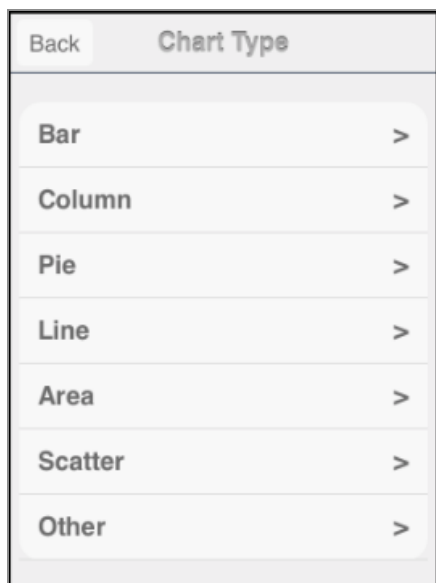 Back Chart Type
Bar >
Column >
Pie >
Line >
Area >
Scatter >
Other >